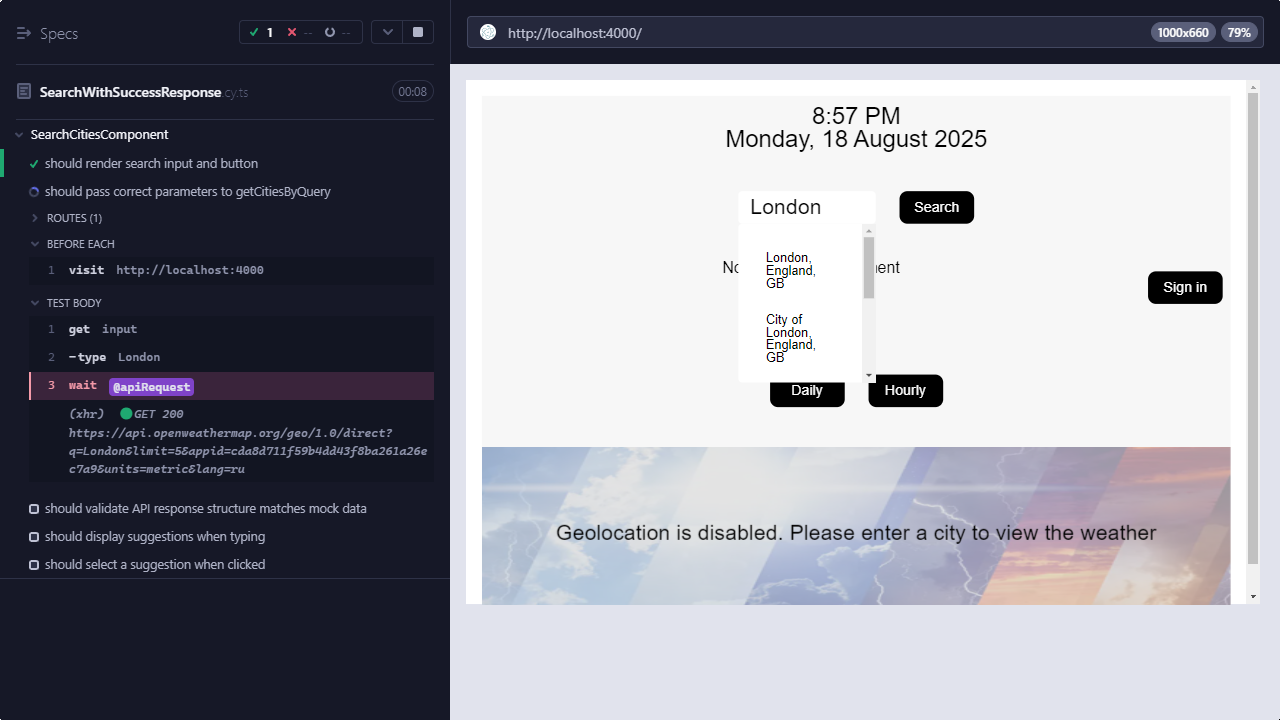 Specs
1 -- --
SearchWithSuccessResponse cy.ts
00:08
SearchCitiesComponent
should render search input and button
should pass correct parameters to getCitiesByQuery
ROUTES (1)
BEFORE EACH
1 visit http://localhost:4000
TEST BODY
1 get input
2 -type London
3 wait @apiRequest
(xhr) GET 200
https://api.openweathermap.org/geo/1.0/direct?
q=London&limit=5&appid=cda8d711f59b4dd43f8ba261a26e
c7a9&units=metric&lang=ru
should validate API response structure matches mock data
should display suggestions when typing
should select a suggestion when clicked
http://localhost:4000/
1000x660
79%
8:57 PM
Monday, 18 August 2025
London
Search
London,
England,
GB
City of
London,
England,
GB
Sign in
Daily
Hourly
Geolocation is disabled. Please enter a city to view the weather